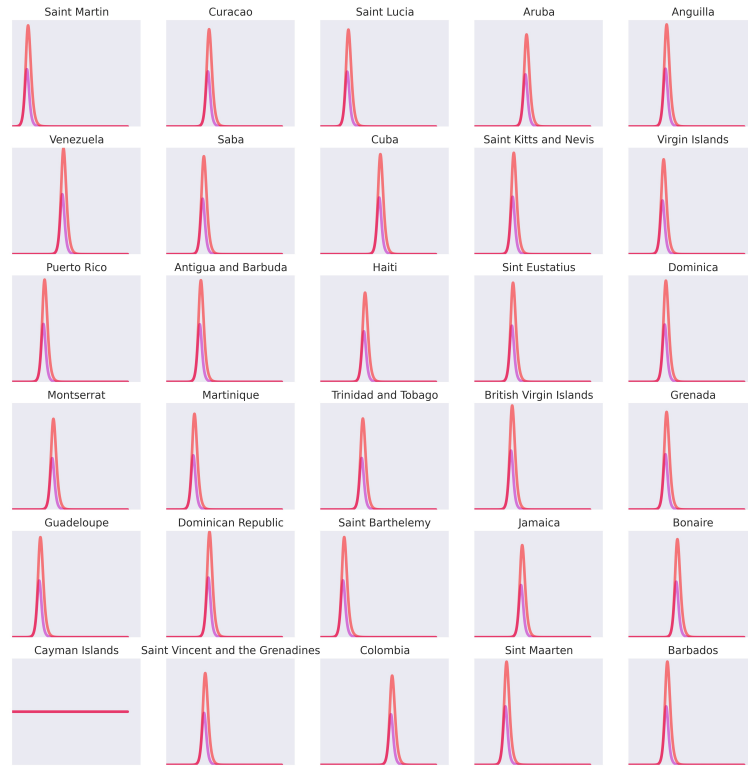 Saint Martin
Curacao
Saint Lucia
Aruba
Anguilla
Venezuela
Saba
Cuba
Saint Kitts and Nevis
Virgin Islands
Puerto Rico
Antigua and Barbuda
Haiti
Sint Eustatius
Dominica
Montserrat
Martinique
Trinidad and Tobago
British Virgin Islands
Grenada
Guadeloupe
Dominican Republic
Saint Barthelemy
Jamaica
Bonaire
Cayman Islands
Saint Vincent and the Grenadines
Colombia
Sint Maarten
Barbados